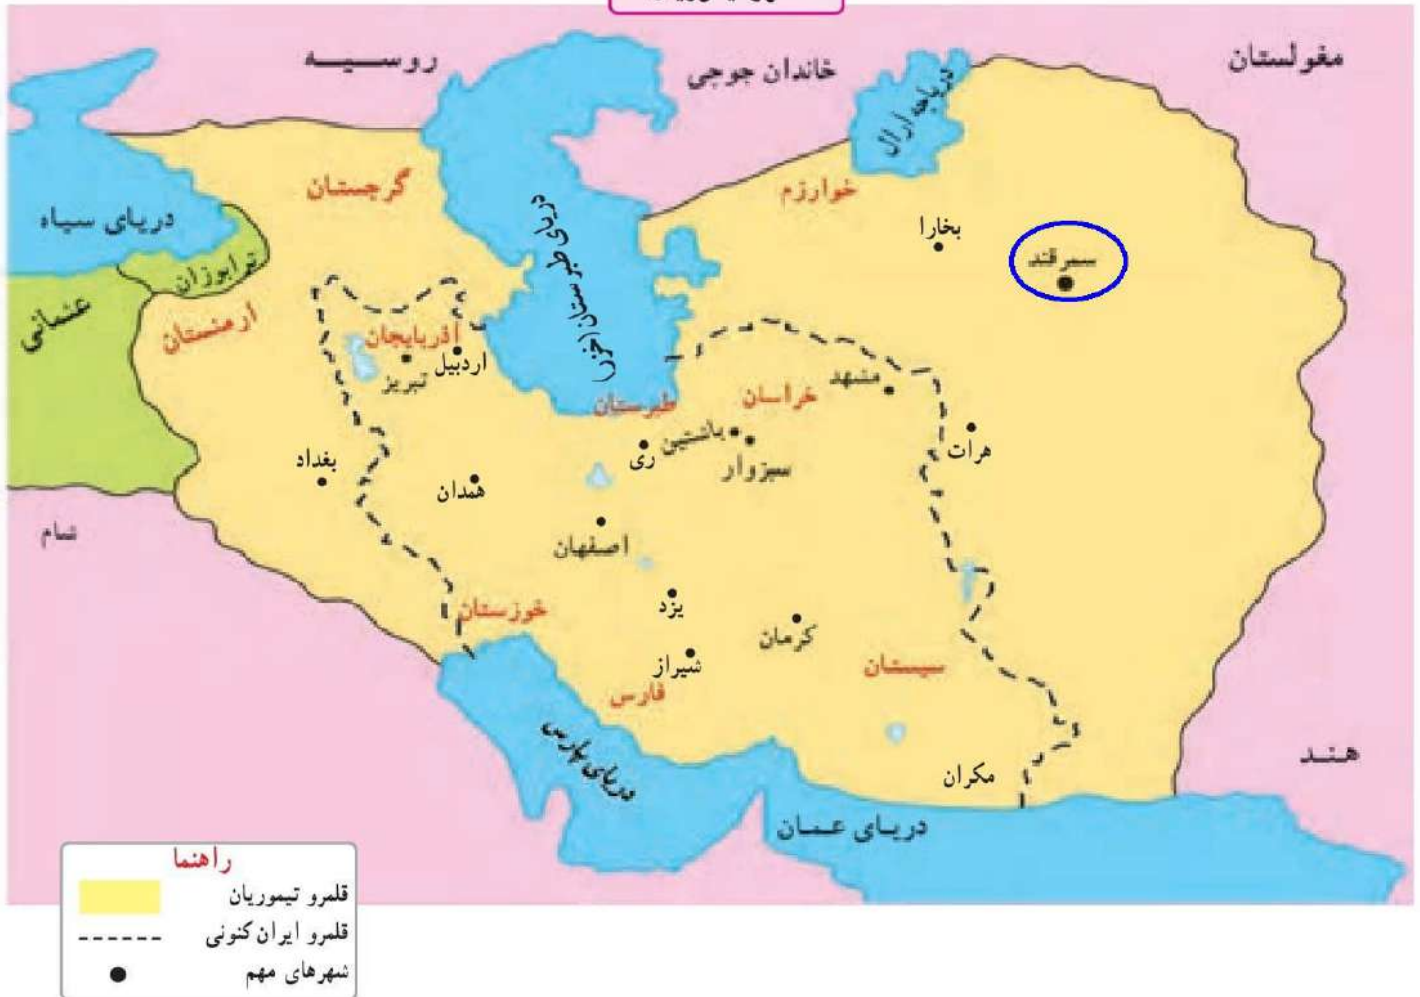 روسیه
خاندان جوجی
مغولستان
دریاچه آرال
گرجستان
خوارزم
دریای سیاه
دریای طبرستان (خزر)
بخارا
سمرقند
ترابوزان
عثمانی
ارمنستان
آذربایجان
اردبیل
تبریز
مشهد
خراسان
طبرستان
باشتین
سبزوار
ری
هرات
بغداد
همدان
شام
اصفهان
خوزستان
یزد
کرمان
شیراز
سیستان
فارس
دریای پارس
مکران
هند
دریای عمان
راهنما
قلمرو تیموریان
قلمرو ایران کنونی
شهرهای مهم